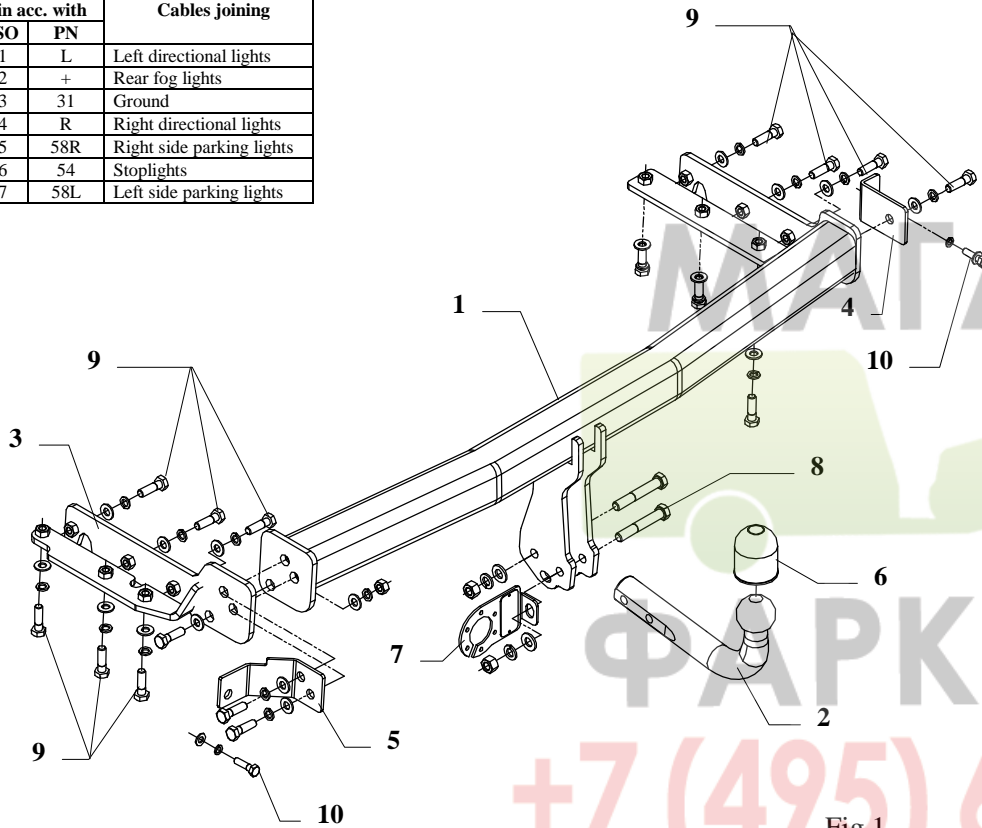 in acc. with Cables joining
SO PN
1 L Left directional lights
2 + Rear fog lights
3 31 Ground
4 R Right directional lights
5 58R Right side parking lights
6 54 Stoplights
7 58L Left side parking lights
9
4
10
1
9
3
8
6
7
2
5
9
10
МАГА
ФАРК
+7 (495) 6
Fig 1